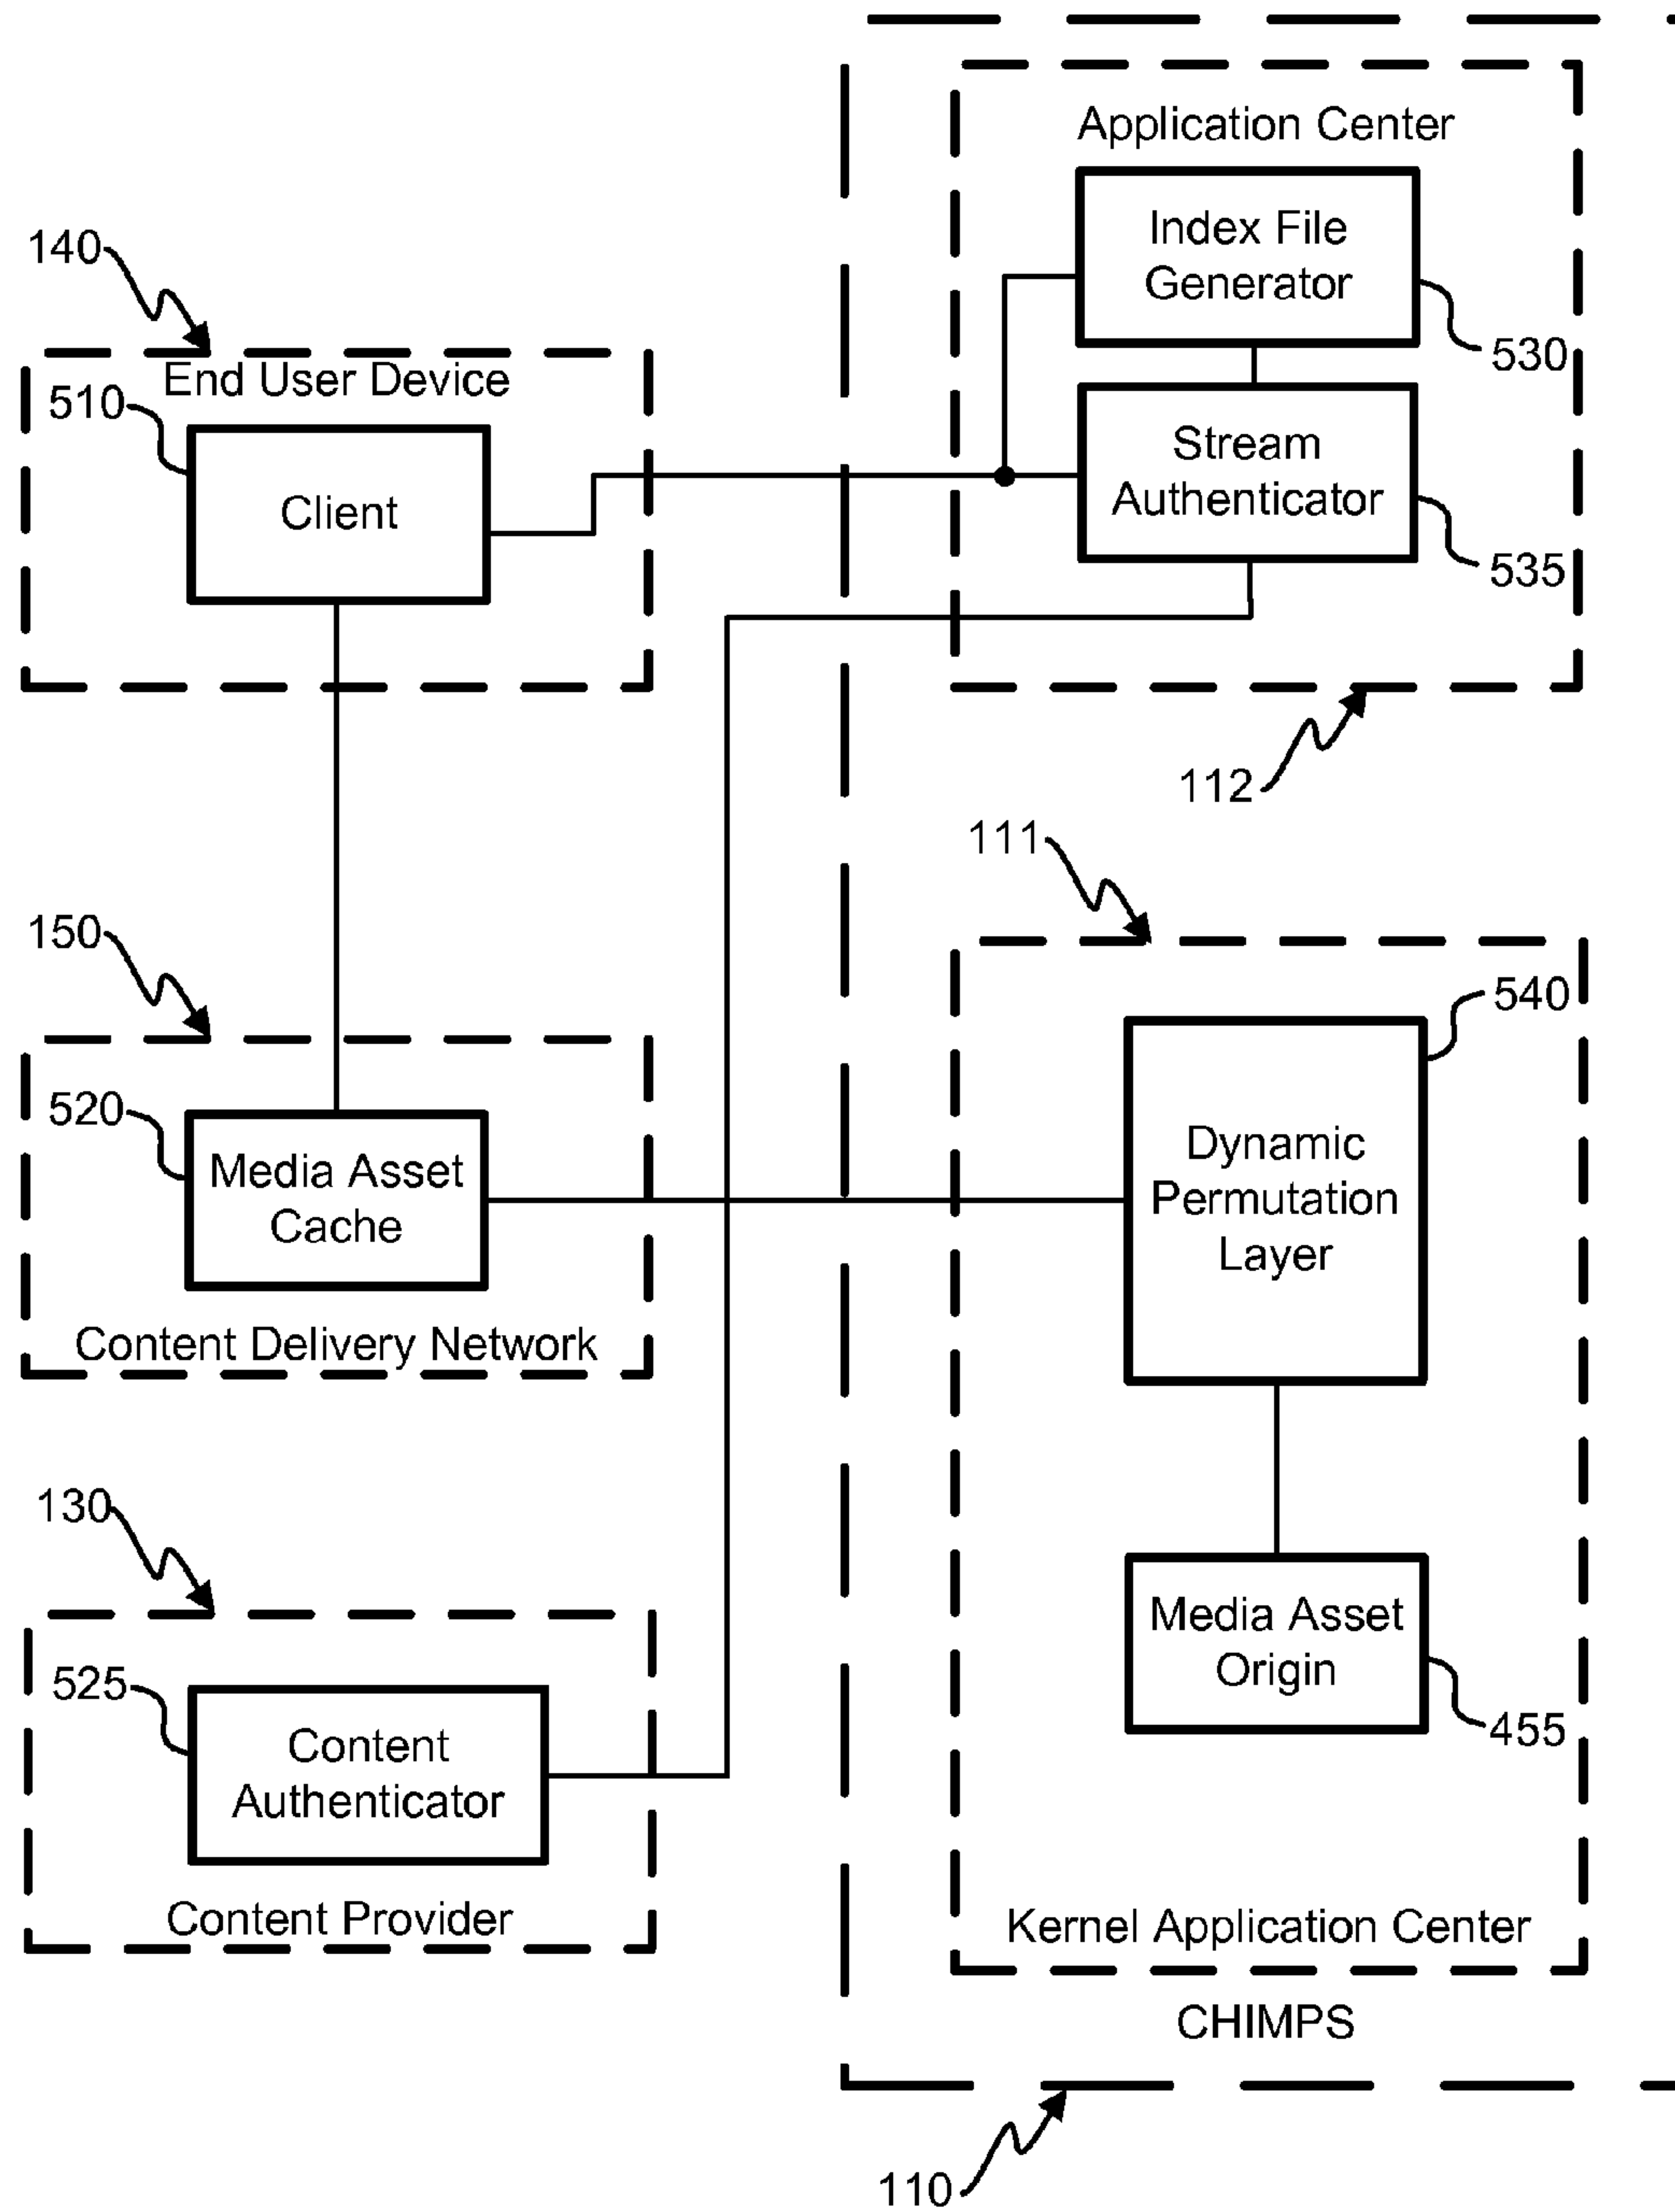 Application Center
Index File
Generator
530
140
End User Device
510
Client
Stream
Authenticator
535
112
111
150
540
520
Media Asset
Cache
Dynamic
Permutation
Layer
Content Delivery Network
130
Media Asset
Origin
525
455
Content
Authenticator
Content Provider
Kernel Application Center
CHIMPS
110